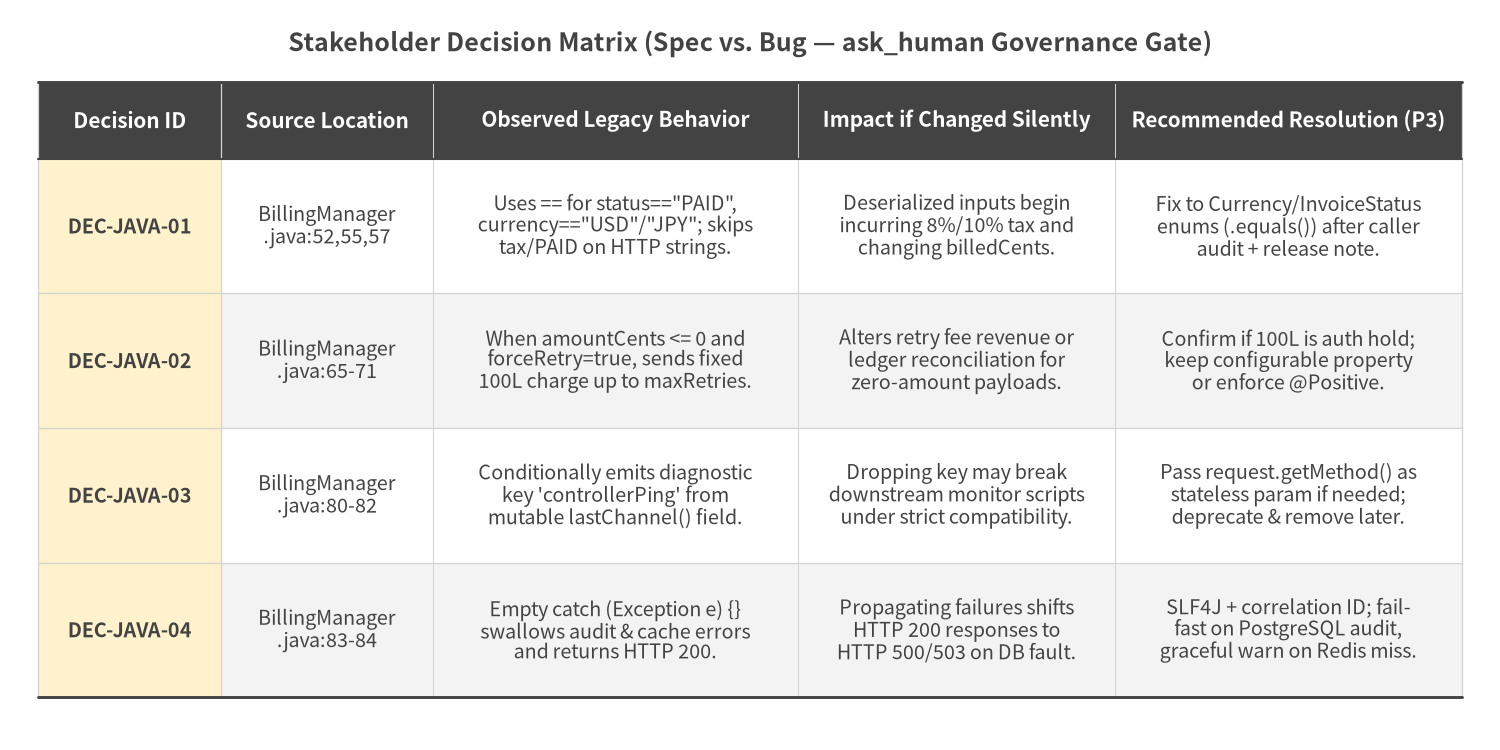 Stakeholder Decision Matrix (Spec vs. Bug — ask_human Governance Gate)
Decision ID
Source Location
Observed Legacy Behavior
Impact if Changed Silently
Recommended Resolution (P3)
DEC-JAVA-01
BillingManager
.java:52,55,57
Uses == for status=="PAID",
currency=="USD"/"JPY"; skips
tax/PAID on HTTP strings.
Deserialized inputs begin
incurring 8%/10% tax and
changing billedCents.
Fix to Currency/InvoiceStatus
enums (.equals()) after caller
audit + release note.
DEC-JAVA-02
BillingManager
.java:65-71
When amountCents <= 0 and
forceRetry=true, sends fixed
100L charge up to maxRetries.
Alters retry fee revenue or
ledger reconciliation for
zero-amount payloads.
Confirm if 100L is auth hold;
keep configurable property
or enforce @Positive.
DEC-JAVA-03
BillingManager
.java:80-82
Conditionally emits diagnostic
key 'controllerPing' from
mutable lastChannel() field.
Dropping key may break
downstream monitor scripts
under strict compatibility.
Pass request.getMethod() as
stateless param if needed;
deprecate & remove later.
DEC-JAVA-04
BillingManager
.java:83-84
Empty catch (Exception e) {}
swallows audit & cache errors
and returns HTTP 200.
Propagating failures shifts
HTTP 200 responses to
HTTP 500/503 on DB fault.
SLF4J + correlation ID; fail-
fast on PostgreSQL audit,
graceful warn on Redis miss.